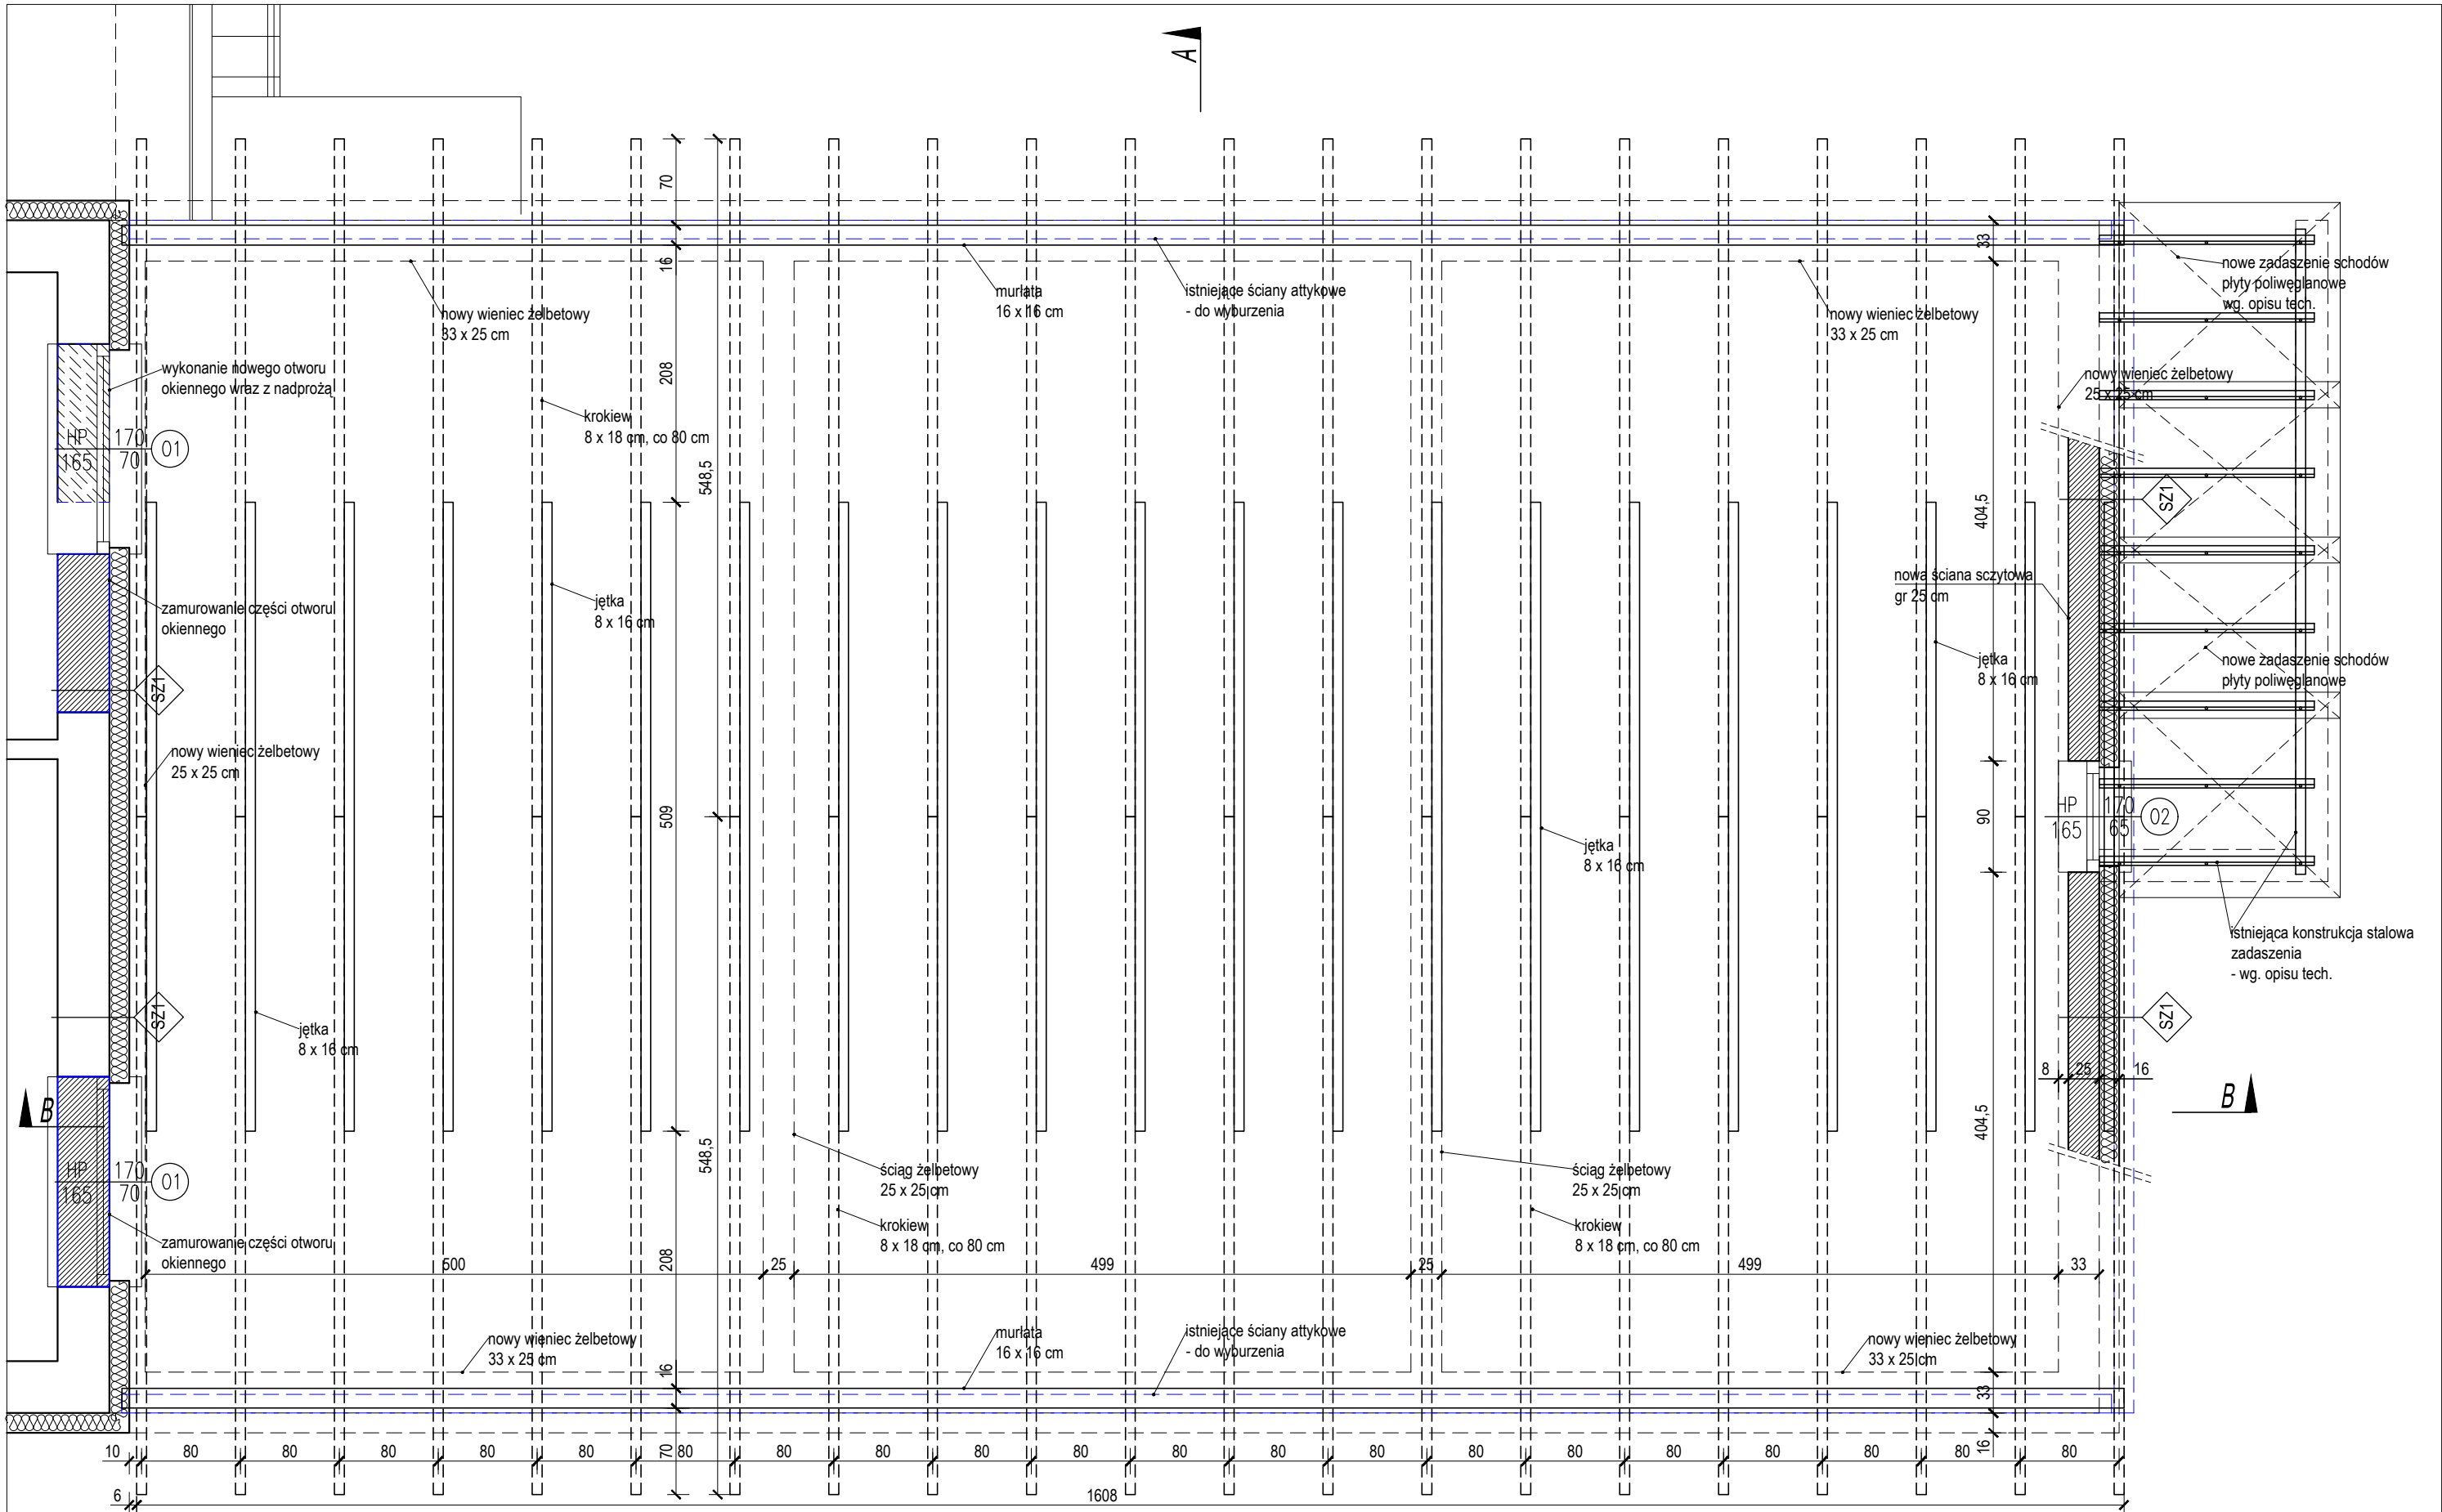 A
70
16
33
nowy wieniec żelbetowy
33 x 25 cm
murłata
16 x 16 cm
istniejące ściany attykowe
- do wyburzenia
nowy wieniec żelbetowy
33 x 25 cm
nowe zadaszenie schodów
płyty poliwęglanowe
wg. opisu tech.
wykonanie nowego otworu
okiennego wraz z nadprożą
208
nowy wieniec żelbetowy
25 x 25 cm
krokiew
8 x 18 cm, co 80 cm
HP
165
170
70
01
548,5
404,5
SZ1
zamurowanie części otworu
okiennego
jętka
8 x 16 cm
nowa ściana sczytowa
gr 25 cm
jętka
8 x 16 cm
nowe zadaszenie schodów
płyty poliwęglanowe
SZ1
nowy wieniec żelbetowy
25 x 25 cm
509
90
jętka
8 x 16 cm
HP
165
170
65
02
istniejąca konstrukcja stalowa
zadaszenia
- wg. opisu tech.
SZ1
jętka
8 x 16 cm
SZ1
8
25
16
B
B
404,5
548,5
HP
165
170
70
01
ściąg żelbetowy
25 x 25 cm
ściąg żelbetowy
25 x 25 cm
krokiew
8 x 18 cm, co 80 cm
krokiew
8 x 18 cm, co 80 cm
zamurowanie części otworu
okiennego
208
500
25
499
25
499
33
nowy wieniec żelbetowy
33 x 25 cm
murłata
16 x 16 cm
istniejące ściany attykowe
- do wyburzenia
nowy wieniec żelbetowy
33 x 25 cm
16
33
70
16
10 80 80 80 80 80 80 80 80 80 80 80 80 80 80 80 80 80 80 80 80
6
1608